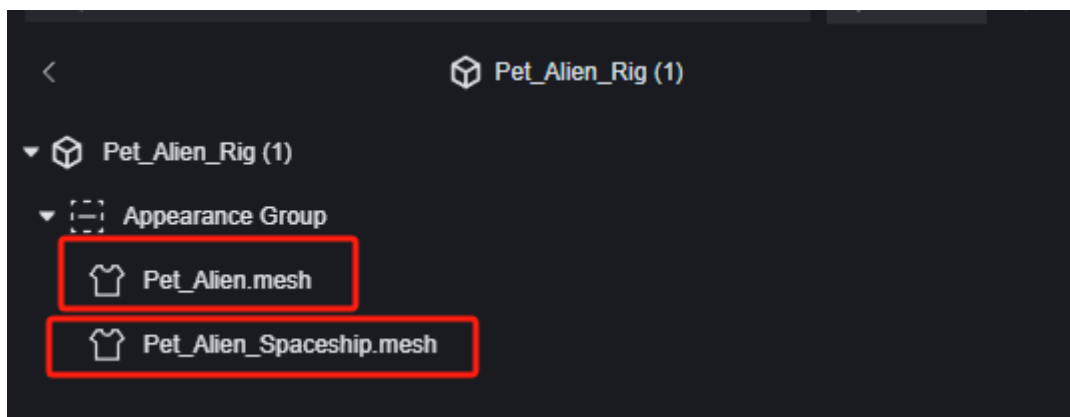 Pet_Alien_Rig (1)
Pet_Alien_Rig (1)
Appearance Group
Pet_Alien.mesh
Pet_Alien_Spaceship.mesh